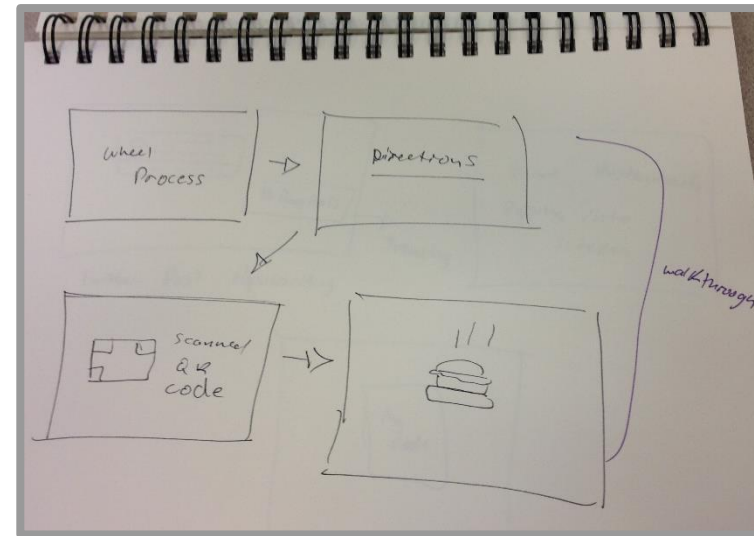 wheel
Process
Directions
Scanned
QR
code
walkthrough